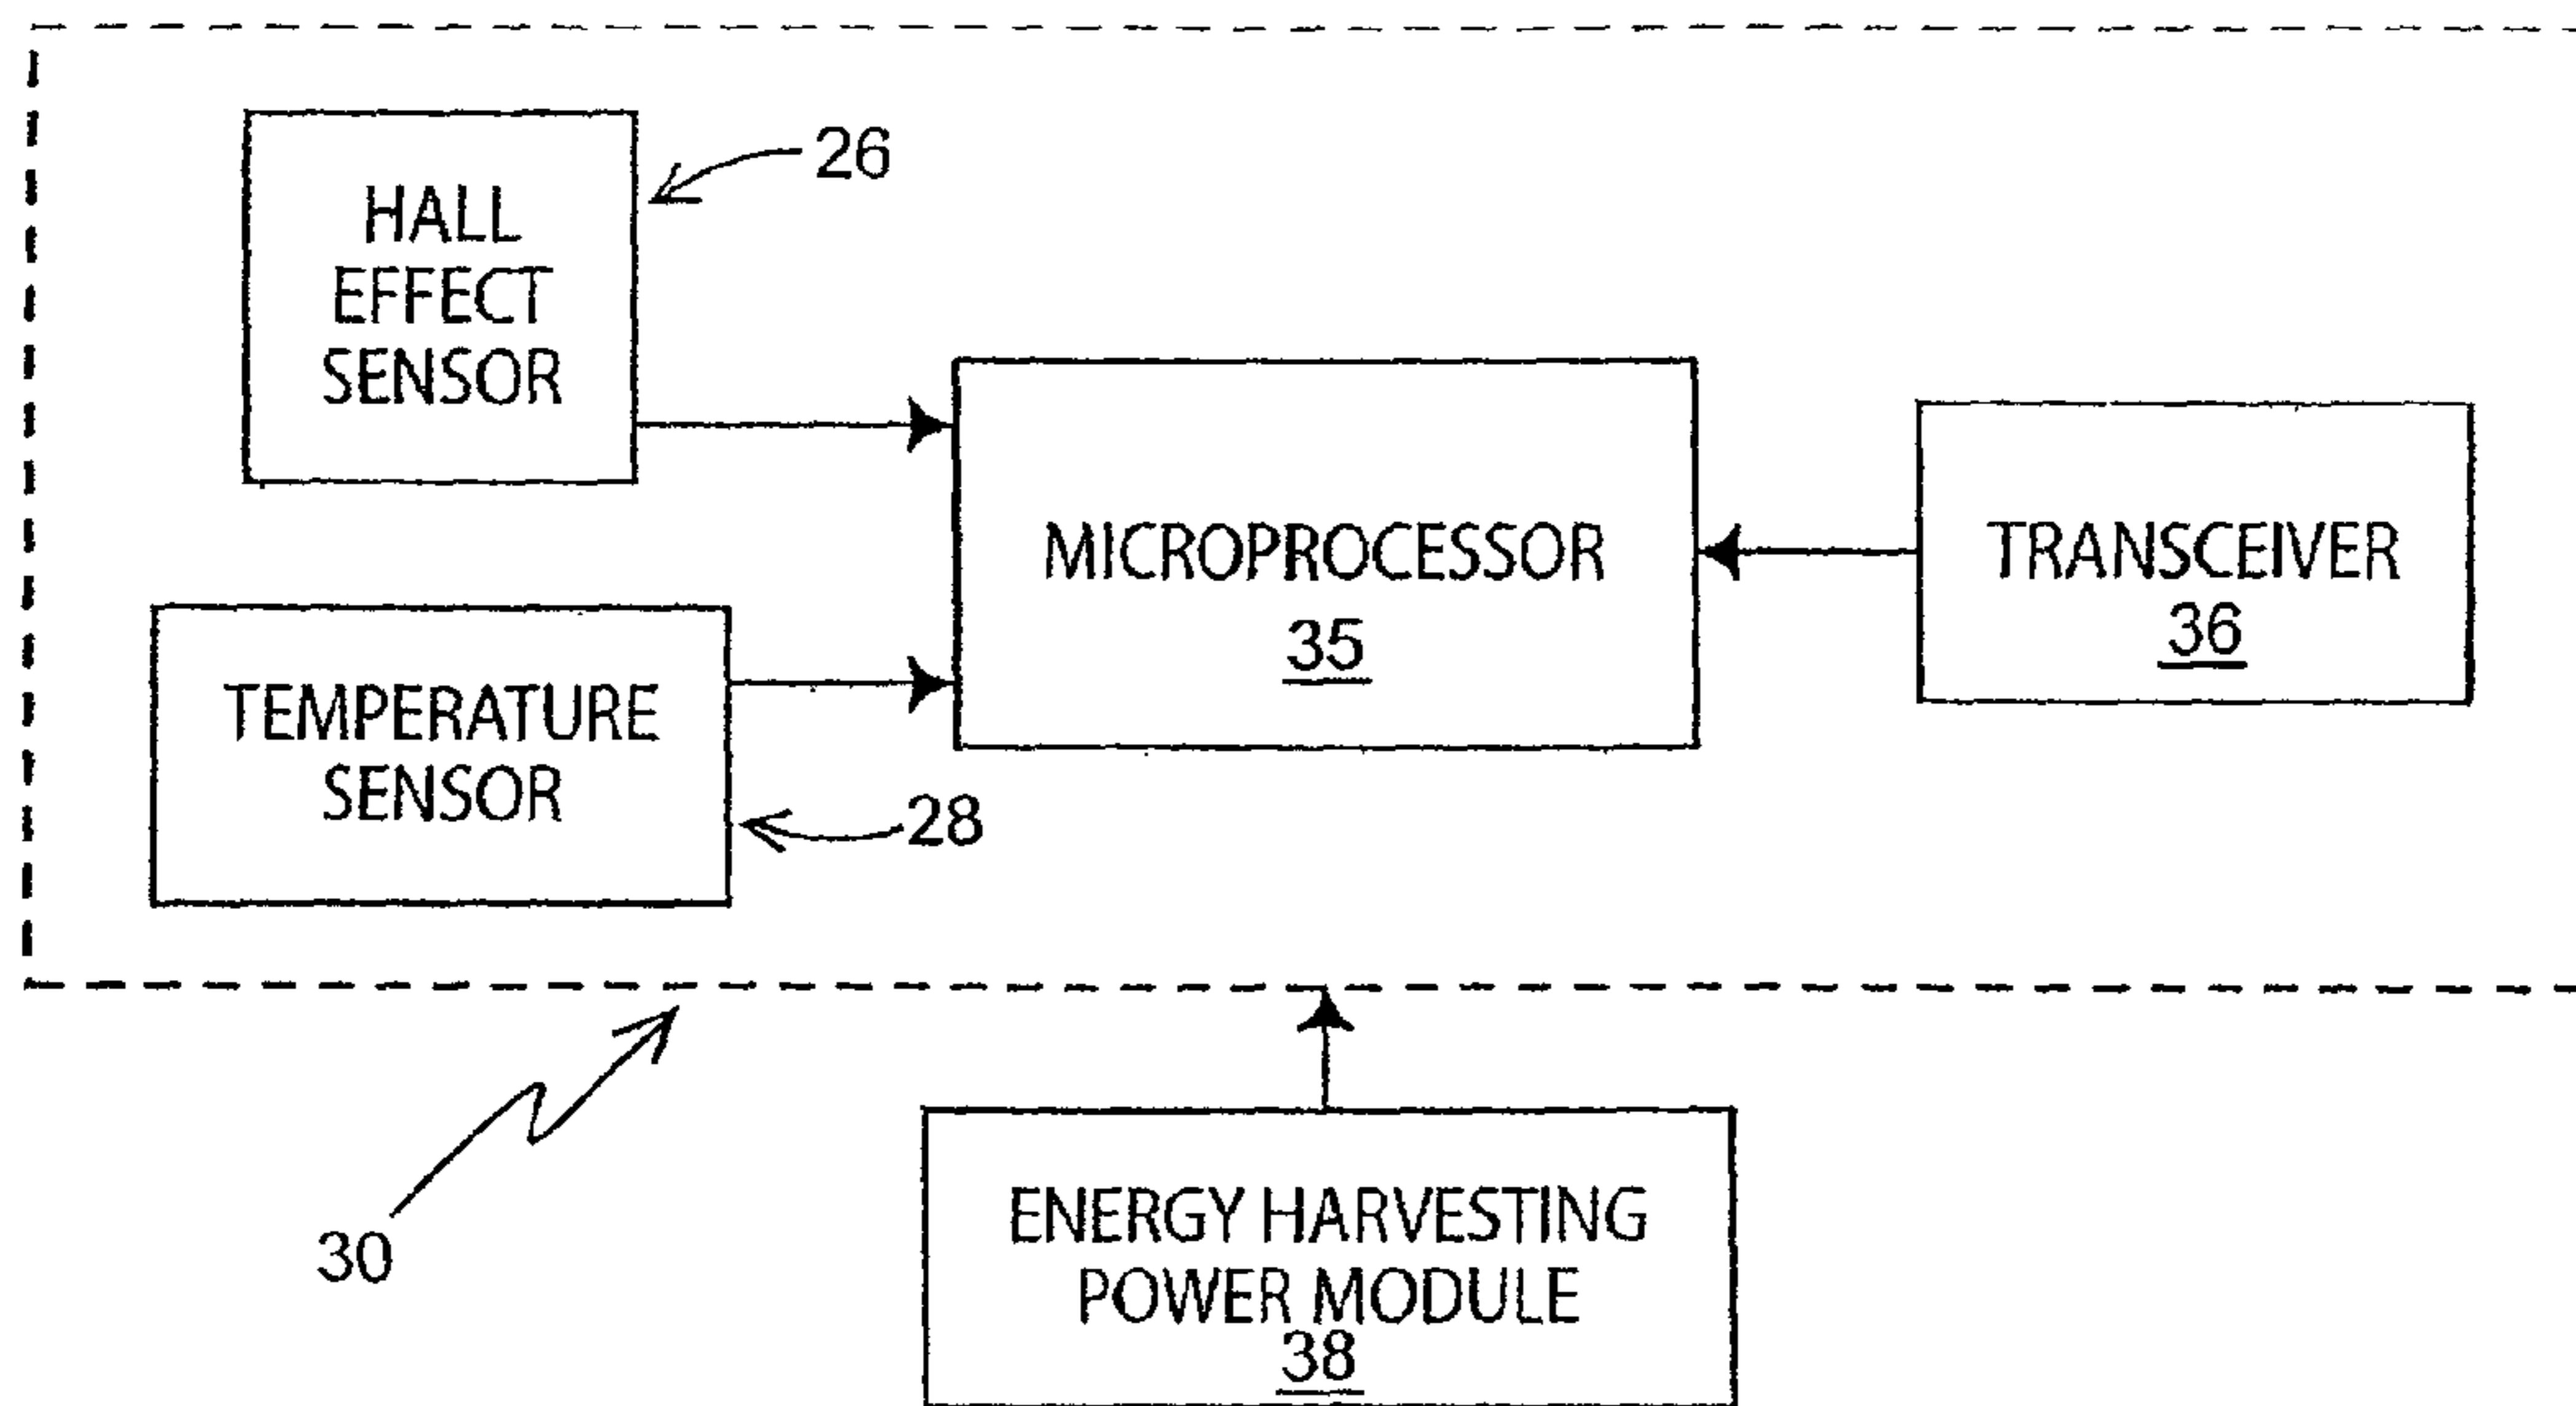 HALL
EFFECT
SENSOR
26
MICROPROCESSOR
35
TRANSCEIVER
36
TEMPERATURE
SENSOR
28
30
ENERGY HARVESTING
POWER MODULE
38